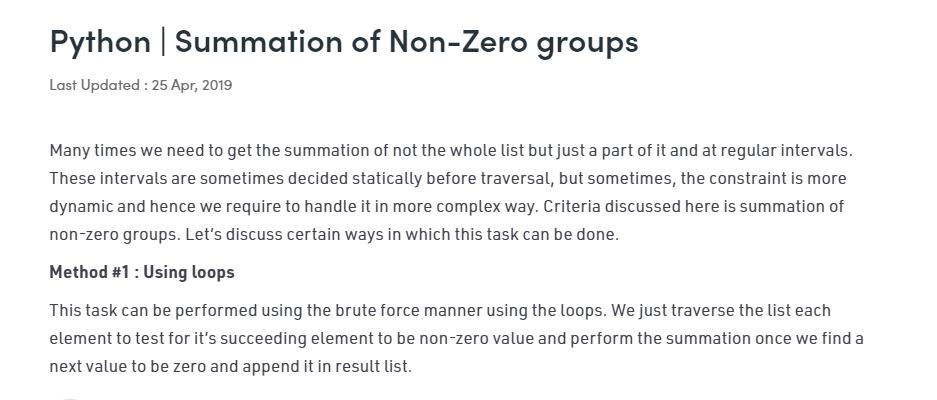 Python | Summation of Non-Zero groups
Last Updated : 25 Apr, 2019
Many times we need to get the summation of not the whole list but just a part of it and at regular intervals.
These intervals are sometimes decided statically before traversal, but sometimes, the constraint is more
dynamic and hence we require to handle it in more complex way. Criteria discussed here is summation of
non-zero groups. Let’s discuss certain ways in which this task can be done.
Method #1 : Using loops
This task can be performed using the brute force manner using the loops. We just traverse the list each
element to test for it’s succeeding element to be non-zero value and perform the summation once we find a
next value to be zero and append it in result list.